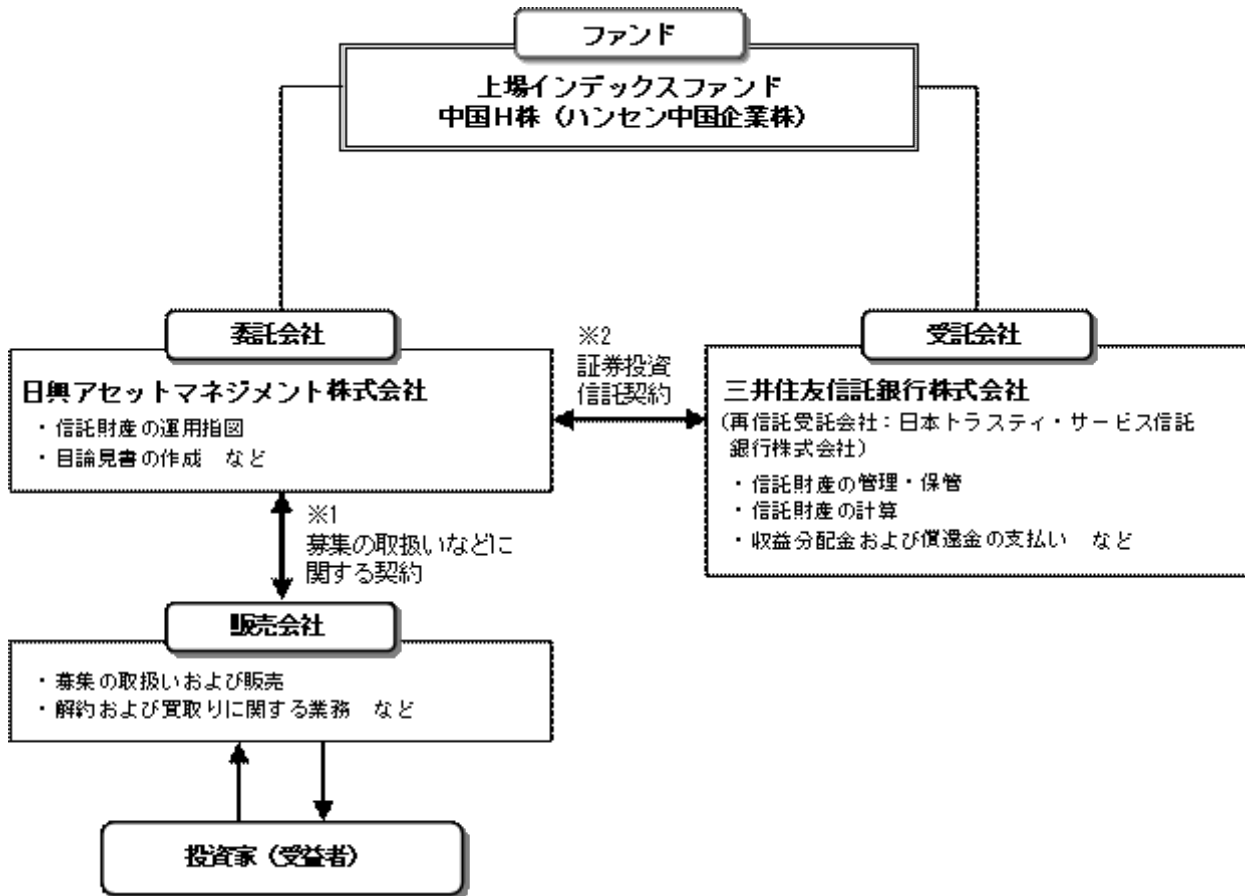 ファンド
上場インデックスファンド
中国H株（ハンセン中国企業株）
委託会社
日興アセットマネジメント株式会社
・信託財産の運用指図
・目論見書の作成　など
※2
証券投資
信託契約
受託会社
三井住友信託銀行株式会社
（再信託受託会社：日本トラスティ・サービス信託
銀行株式会社）
・信託財産の管理・保管
・信託財産の計算
・収益分配金および償還金の支払い　など
※1
募集の取扱いなどに
関する契約
販売会社
・募集の取扱いおよび販売
・解約および買取りに関する業務　など
投資家（受益者）